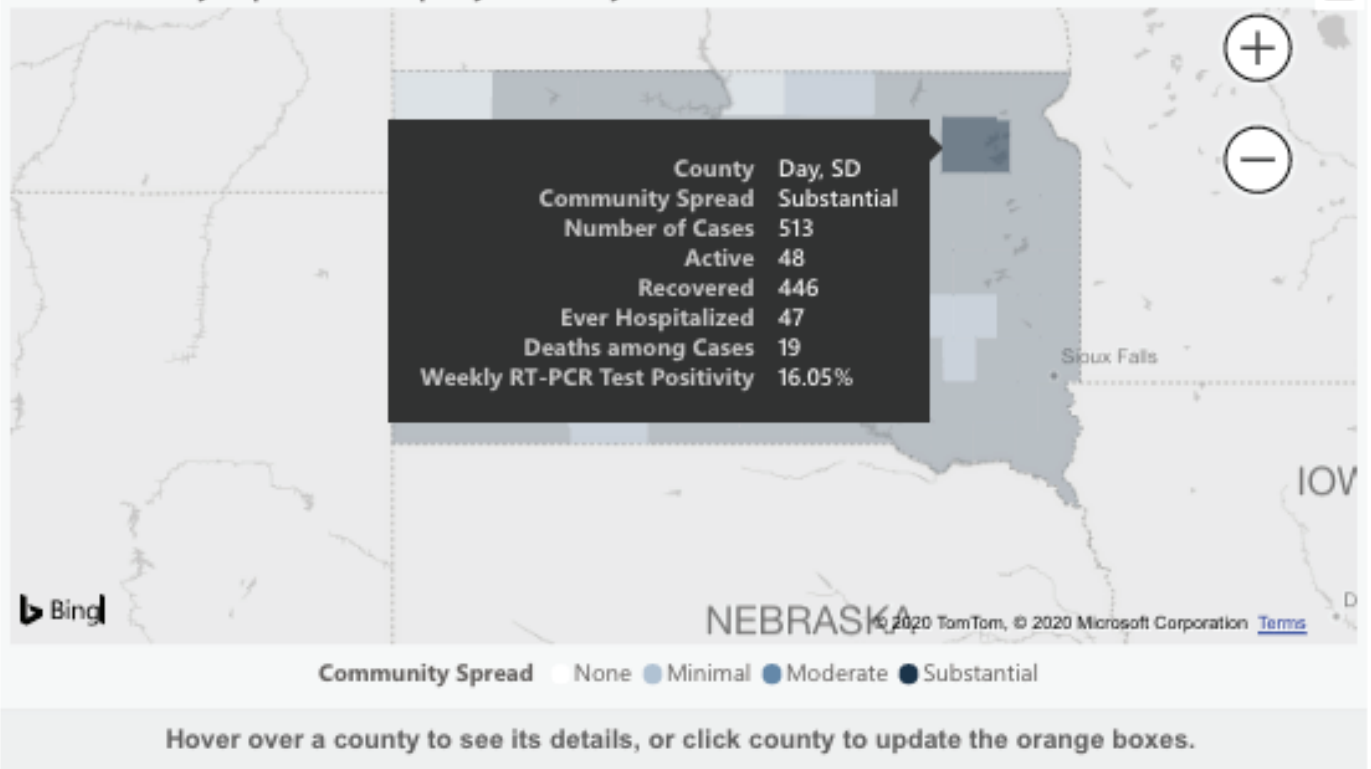 County Day, SD
Community Spread Substantial
Number of Cases 513
Active 48
Recovered 446
Ever Hospitalized 47
Deaths among Cases 19
Weekly RT-PCR Test Positivity 16.05%
Sioux Falls
IOW
D
Bing
NEBRASKA
© 2020 TomTom, © 2020 Microsoft Corporation Terms
Community Spread None Minimal Moderate Substantial
Hover over a county to see its details, or click county to update the orange boxes.